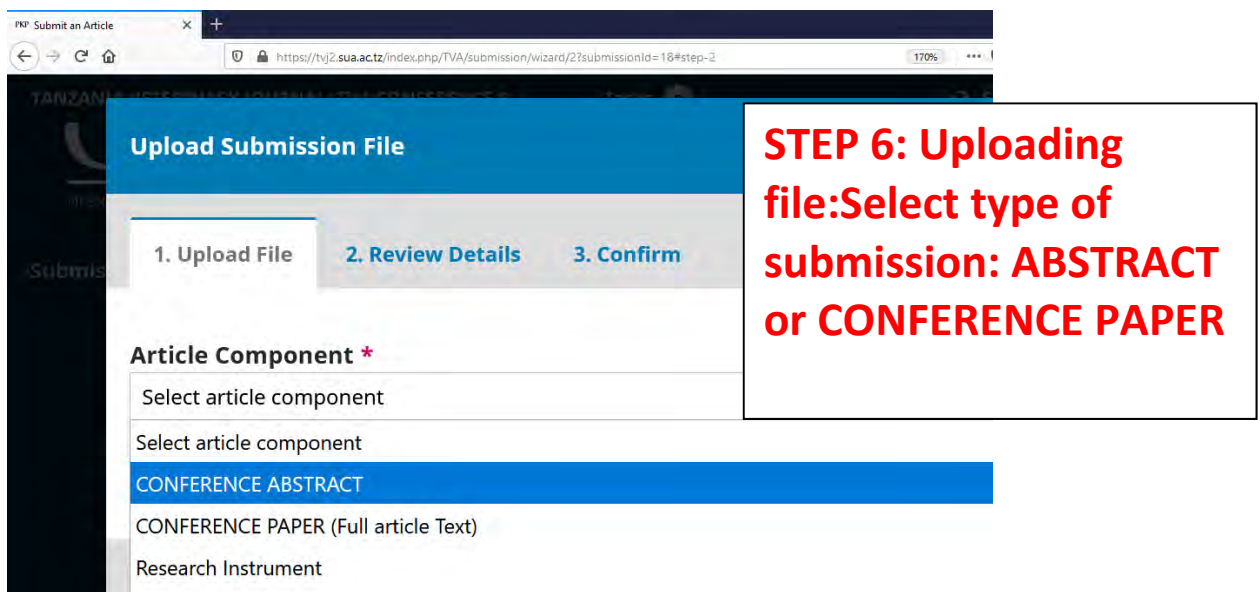 PKP Submit an Article
https://tvj2.sua.ac.tz/index.php/TVA/submission/wizard/2?submissionId=18#step-2
170%
Upload Submission File
1. Upload File
2. Review Details
3. Confirm
Submis
Article Component *
Select article component
Select article component
CONFERENCE ABSTRACT
CONFERENCE PAPER (Full article Text)
Research Instrument
STEP 6: Uploading
file:Select type of
submission: ABSTRACT
or CONFERENCE PAPER